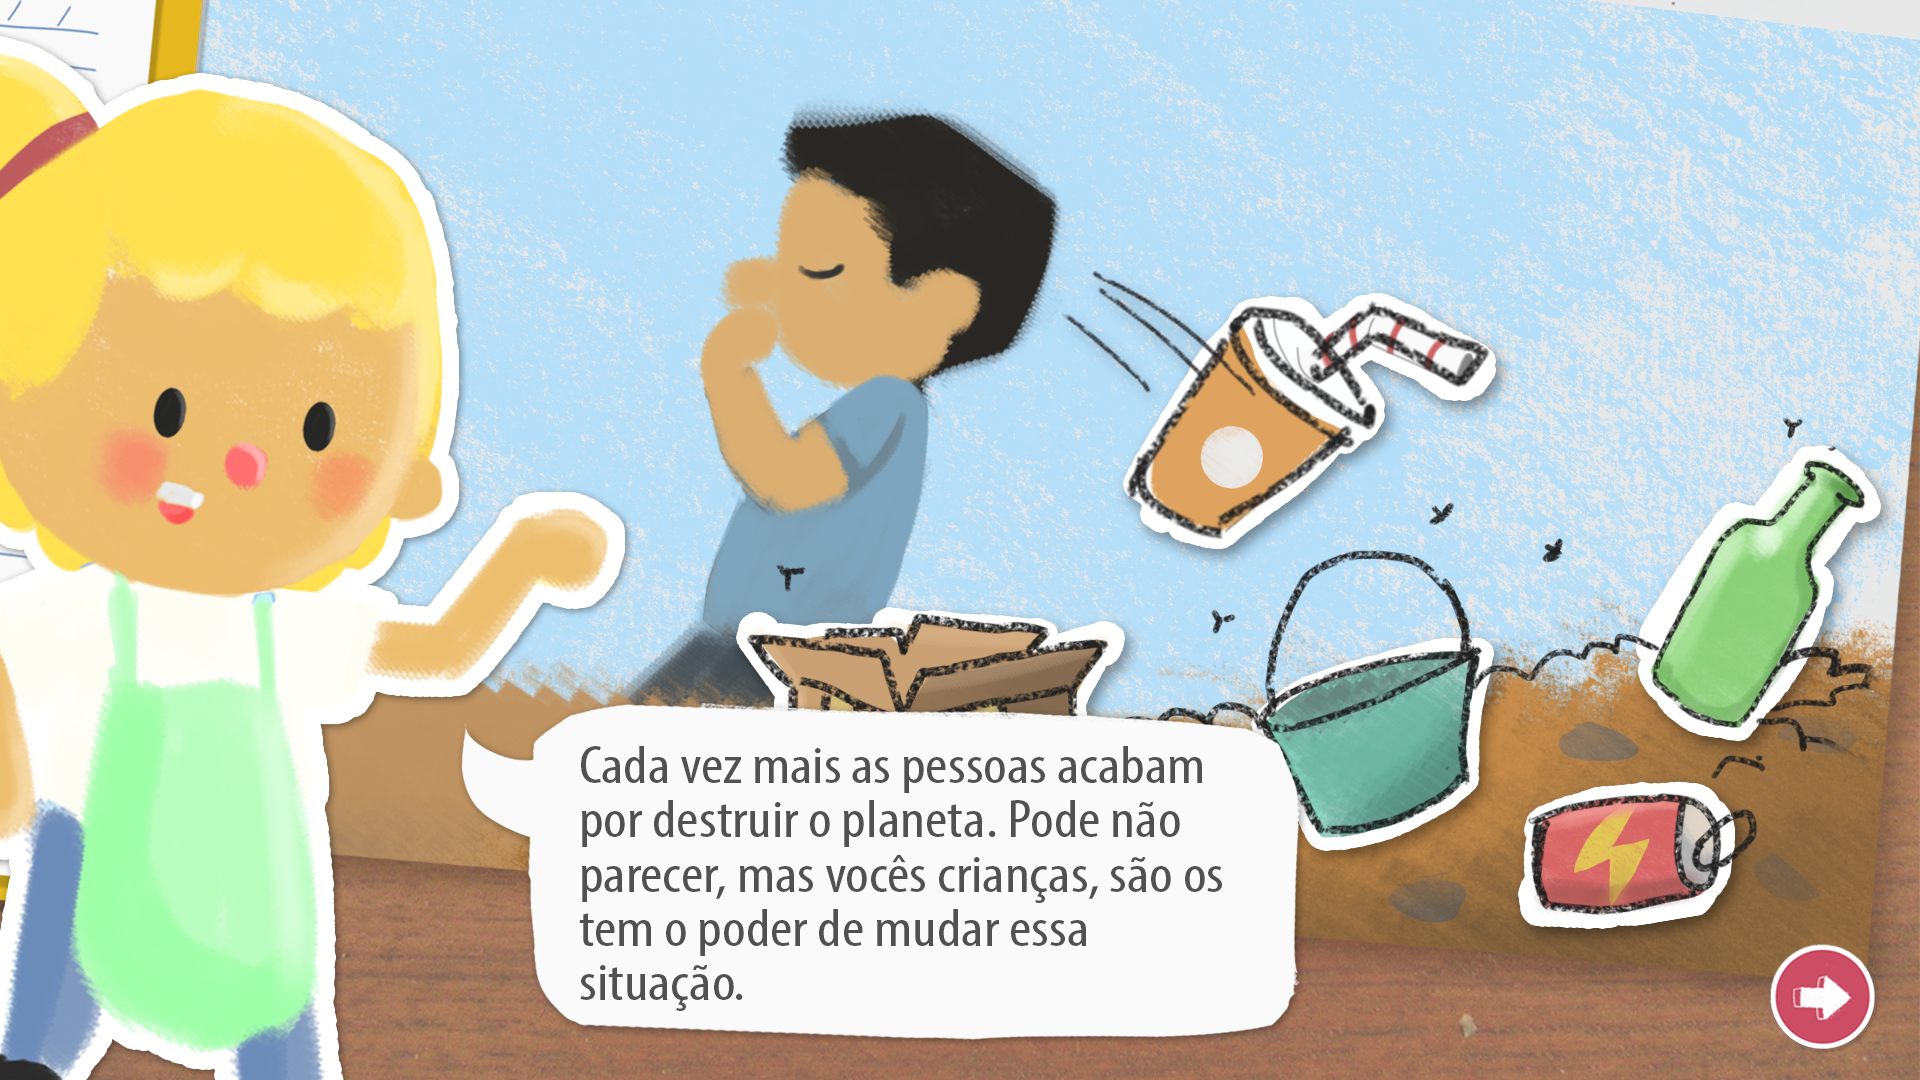 Cada vez mais as pessoas acabam
por destruir o planeta. Pode não
parecer, mas vocês crianças, são os
tem o poder de mudar essa
situação.